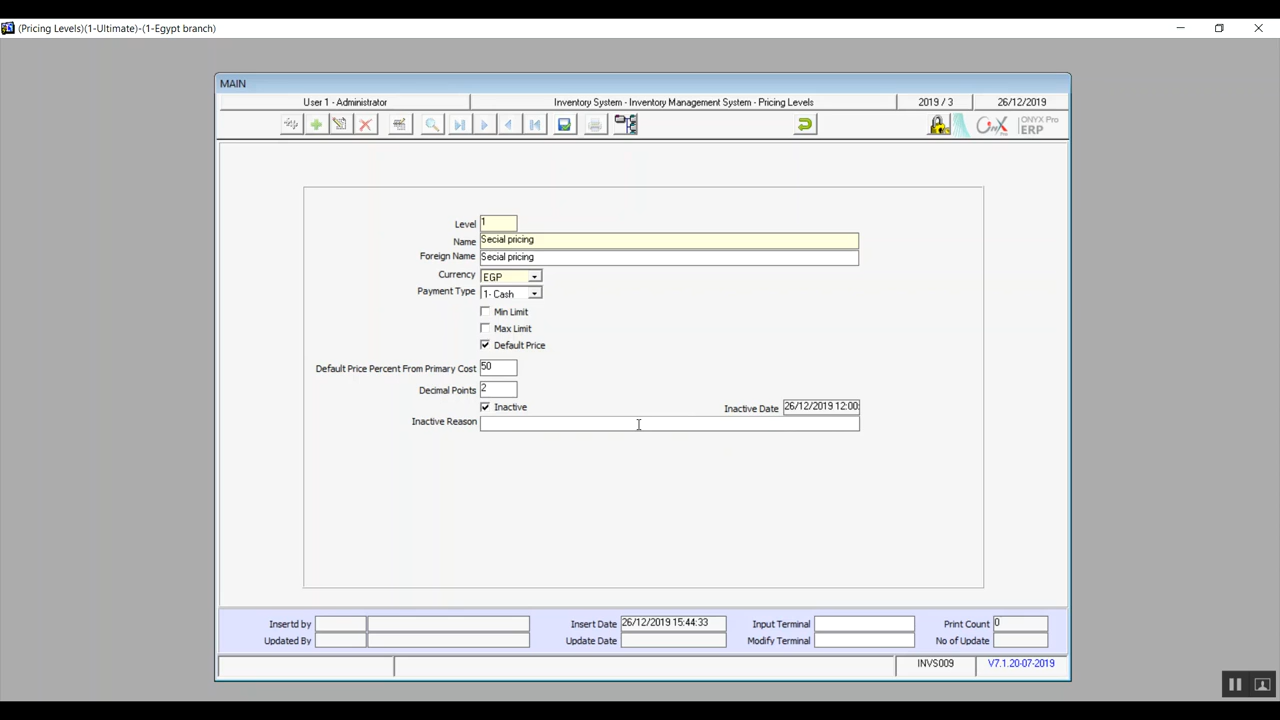 (Pricing Levels)(1-Ultimate)-(1-Egypt branch)
MAIN
User 1 - Administrator
Inventory System - Inventory Management System - Pricing Levels
2019 / 3
26/12/2019
OnyX
ONYX Pro
ERP
Level 1
Name Secial pricing
Foreign Name Secial pricing
Currency EGP
Payment Type 1- Cash
Min Limit
Max Limit
Default Price
Default Price Percent From Primary Cost 50
Decimal Points 2
Inactive Inactive Date 26/12/2019 12:00:
Inactive Reason
Insertd by Insert Date 26/12/2019 15:44:33 Input Terminal Print Count 0
Updated By Update Date Modify Terminal No of Update
INVS009 V7.1.20-07-2019